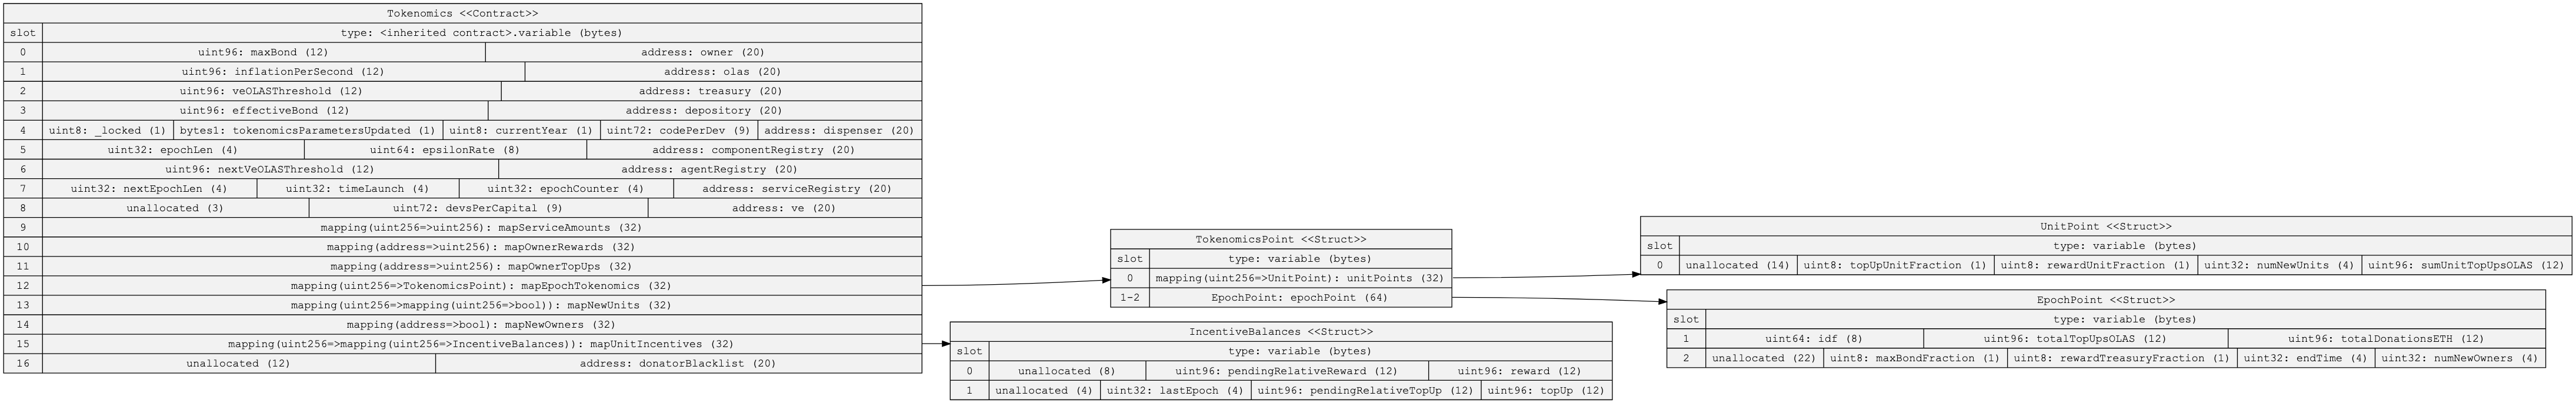 Tokenomics <<Contract>>
slot type: <inherited contract>.variable (bytes)
0 uint96: maxBond (12) address: owner (20)
1 uint96: inflationPerSecond (12) address: olas (20)
2 uint96: veOLASThreshold (12) address: treasury (20)
3 uint96: effectiveBond (12) address: depository (20)
4 uint8: _locked (1) bytes1: tokenomicsParametersUpdated (1) uint8: currentYear (1) uint72: codePerDev (9) address: dispenser (20)
5 uint32: epochLen (4) uint64: epsilonRate (8) address: componentRegistry (20)
6 uint96: nextVeOLASThreshold (12) address: agentRegistry (20)
7 uint32: nextEpochLen (4) uint32: timeLaunch (4) uint32: epochCounter (4) address: serviceRegistry (20)
8 unallocated (3) uint72: devsPerCapital (9) address: ve (20)
9 mapping(uint256=>uint256): mapServiceAmounts (32)
10 mapping(address=>uint256): mapOwnerRewards (32)
11 mapping(address=>uint256): mapOwnerTopUps (32)
12 mapping(uint256=>TokenomicsPoint): mapEpochTokenomics (32)
13 mapping(uint256=>mapping(uint256=>bool)): mapNewUnits (32)
14 mapping(address=>bool): mapNewOwners (32)
15 mapping(uint256=>mapping(uint256=>IncentiveBalances)): mapUnitIncentives (32)
16 unallocated (12) address: donatorBlacklist (20)
TokenomicsPoint <<Struct>>
slot type: variable (bytes)
0 mapping(uint256=>UnitPoint): unitPoints (32)
1-2 EpochPoint: epochPoint (64)
IncentiveBalances <<Struct>>
slot type: variable (bytes)
0 unallocated (8) uint96: pendingRelativeReward (12) uint96: reward (12)
1 unallocated (4) uint32: lastEpoch (4) uint96: pendingRelativeTopUp (12) uint96: topUp (12)
UnitPoint <<Struct>>
slot type: variable (bytes)
0 unallocated (14) uint8: topUpUnitFraction (1) uint8: rewardUnitFraction (1) uint32: numNewUnits (4) uint96: sumUnitTopUpsOLAS (12)
EpochPoint <<Struct>>
slot type: variable (bytes)
1 uint64: idf (8) uint96: totalTopUpsOLAS (12) uint96: totalDonationsETH (12)
2 unallocated (22) uint8: maxBondFraction (1) uint8: rewardTreasuryFraction (1) uint32: endTime (4) uint32: numNewOwners (4)